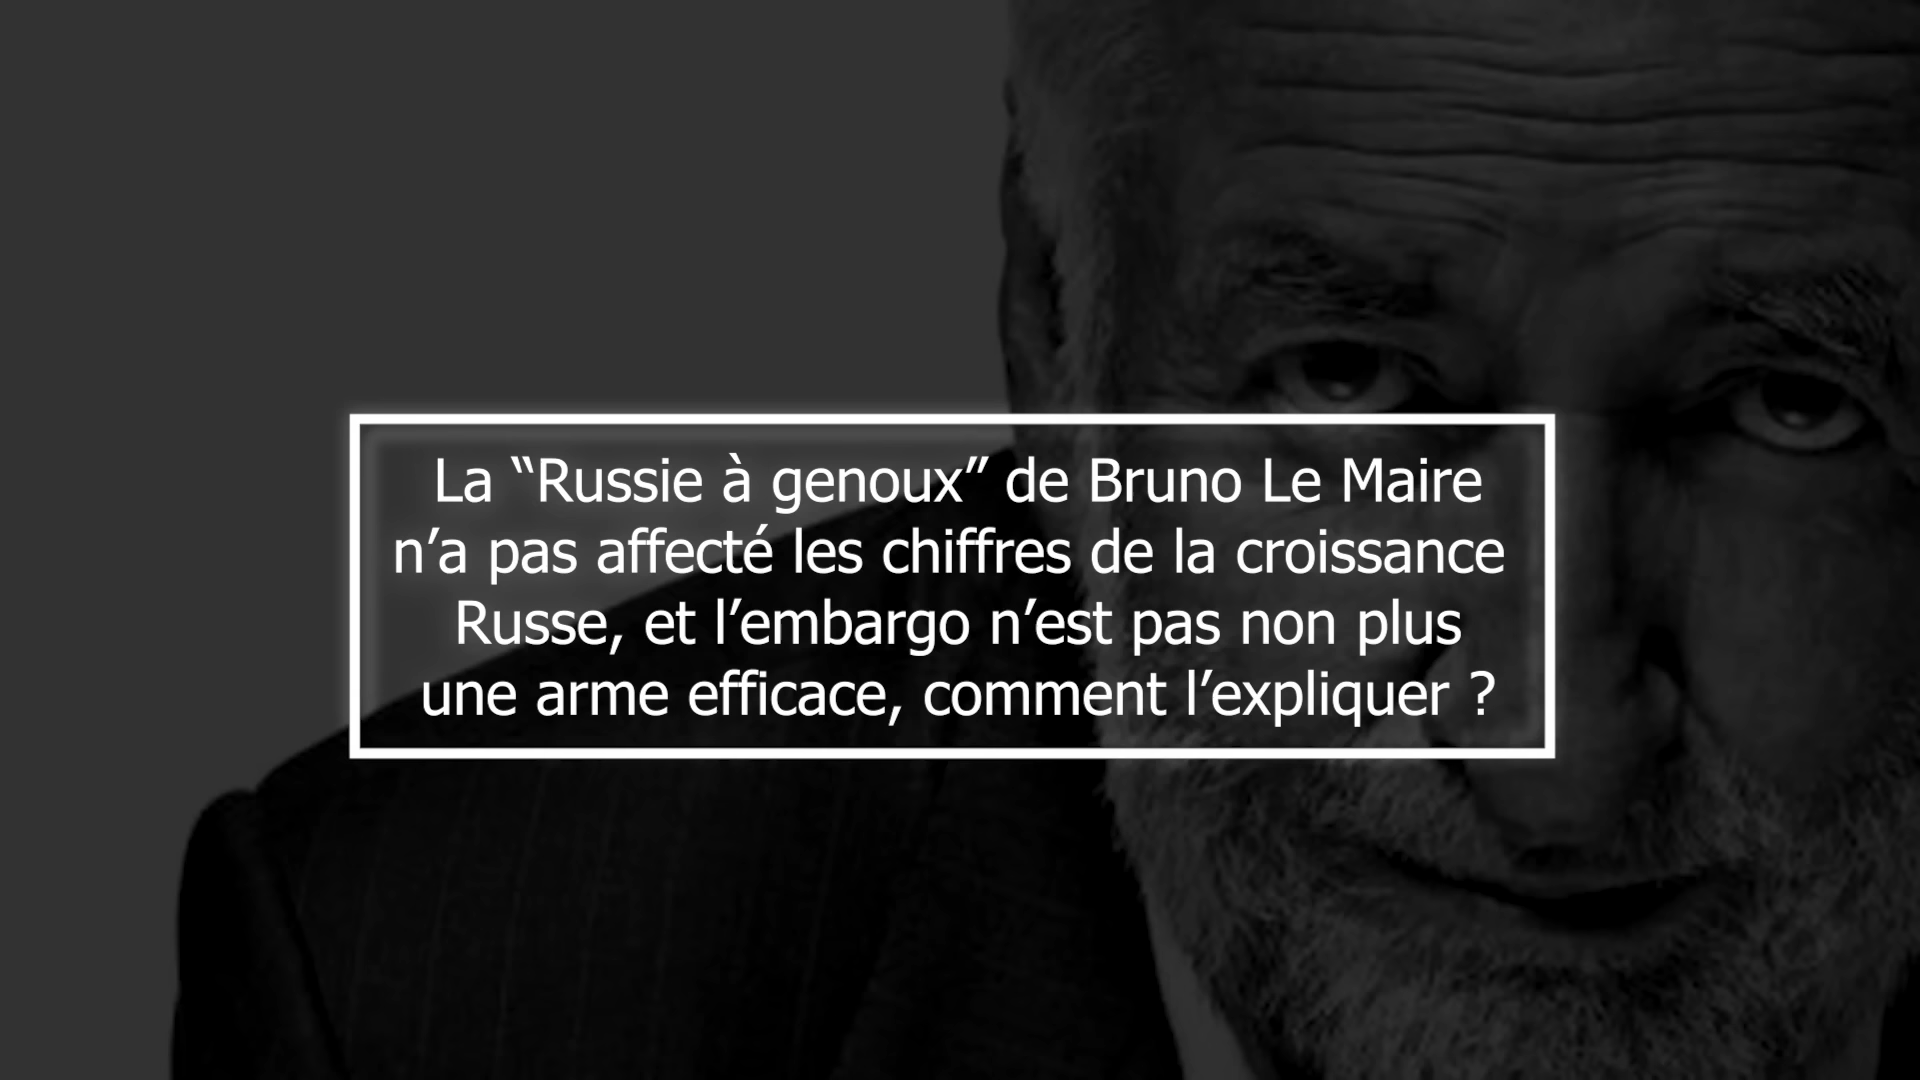 La “Russie à genoux” de Bruno Le Maire
n’a pas affecté les chiffres de la croissance
Russe, et l’embargo n’est pas non plus
une arme efficace, comment l’expliquer ?